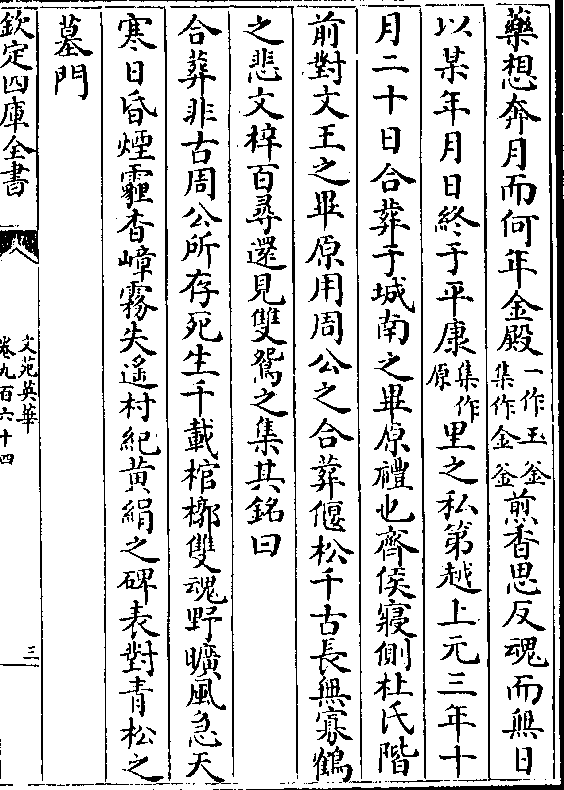 藥想奔月而何年金殿一作玉釜集作金釜煎香思反魂而無日
以某年月日終于平康集作原里之私第越上元三年十
月二十日合葬于城南之畢原禮也齊侯寢側杜氏階
前對文王之畢原用周公之合葬偃松千古長無寡鶴
之悲文梓百尋還見雙鴛之集其銘曰
合葬非古周公所存死生千載棺槨雙魂野曠風急天
寒日昏煙霾杳嶂霧失遙村紀黃絹之碑表對青松之
墓門
欽定四庫全書
文苑英華
卷九百六十四
三